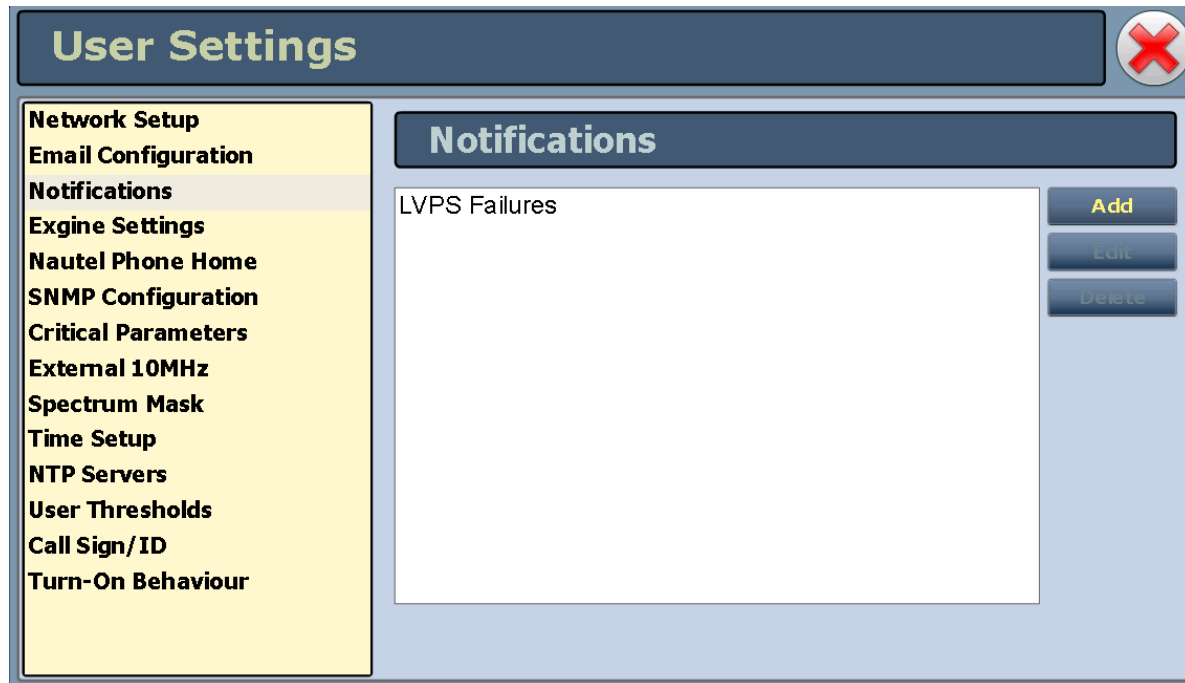 User Settings
Network Setup
Email Configuration
Notifications
Exgine Settings
Nautel Phone Home
SNMP Configuration
Critical Parameters
External 10MHz
Spectrum Mask
Time Setup
NTP Servers
User Thresholds
Call Sign/ID
Turn-On Behaviour
Notifications
LVPS Failures
Add
Edit
Delete